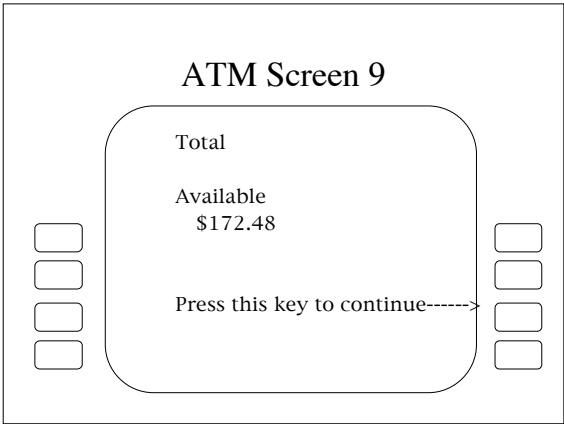 ATM Screen 9
Total
Available
$172.48
Press this key to continue------>